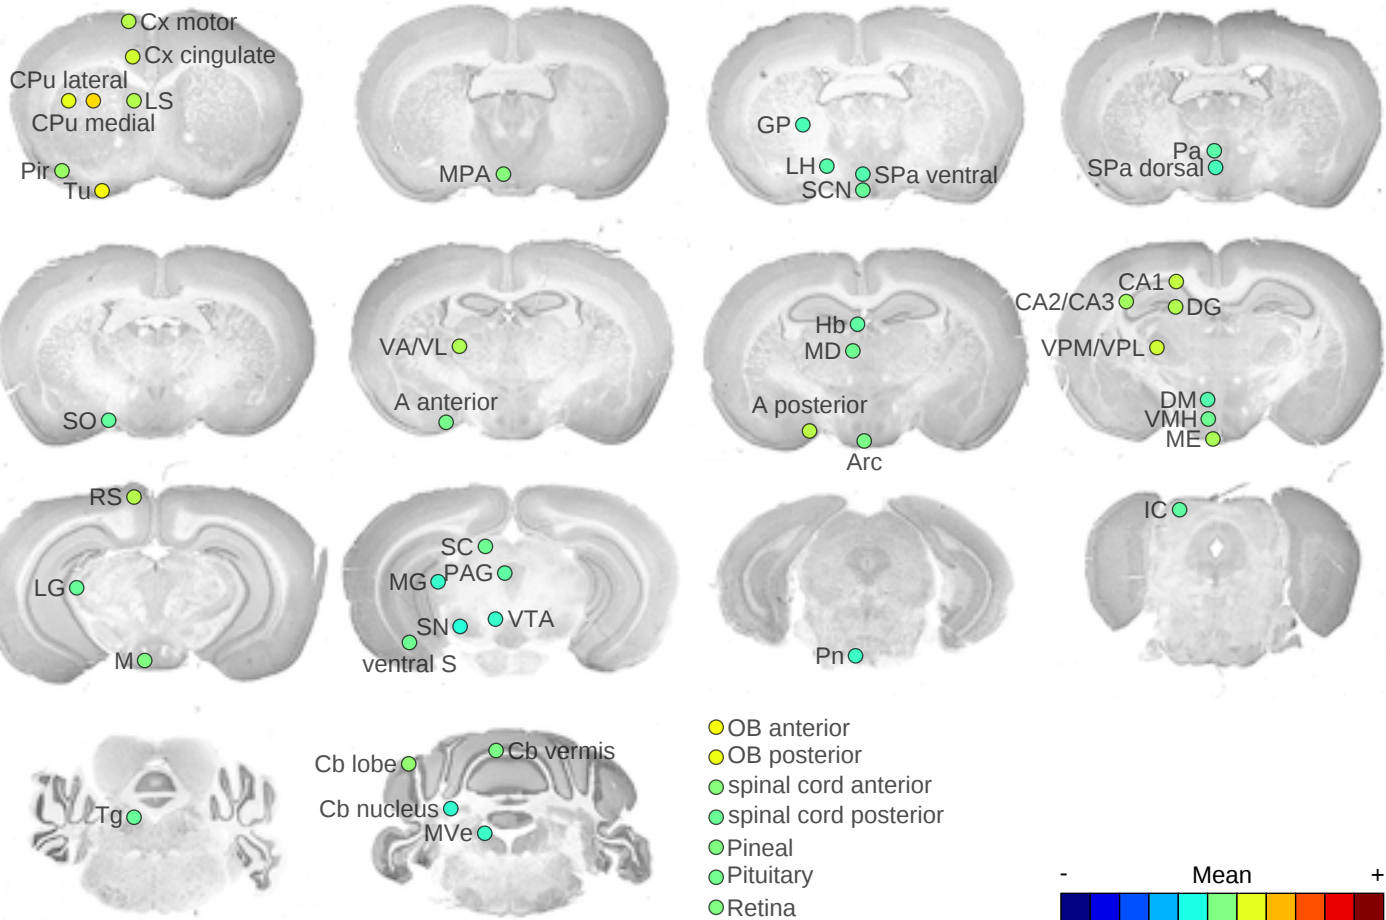 Cx motor
Cx cingulate
CPu lateral
LS
CPu medial
Pir
Tu
MPA
GP
LH
SPa ventral
SCN
Pa
SPa dorsal
SO
VA/VL
A anterior
Hb
MD
A posterior
Arc
CA1
CA2/CA3
DG
VPM/VPL
DM
VMH
ME
RS
LG
M
SC
PAG
MG
VTA
SN
ventral S
Pn
IC
Tg
Cb vermis
Cb lobe
Cb nucleus
MVe
OB anterior
OB posterior
spinal cord anterior
spinal cord posterior
Pineal
Pituitary
Retina
- Mean +